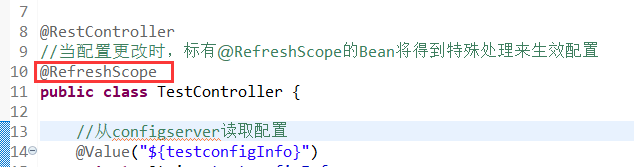 7
8 @RestController
9 //当配置更改时，标有@RefreshScope的Bean将得到特殊处理来生效配置
10 @RefreshScope
11 public class TestController {
12
13 //从configserver读取配置
14 @Value("${testconfigInfo}")